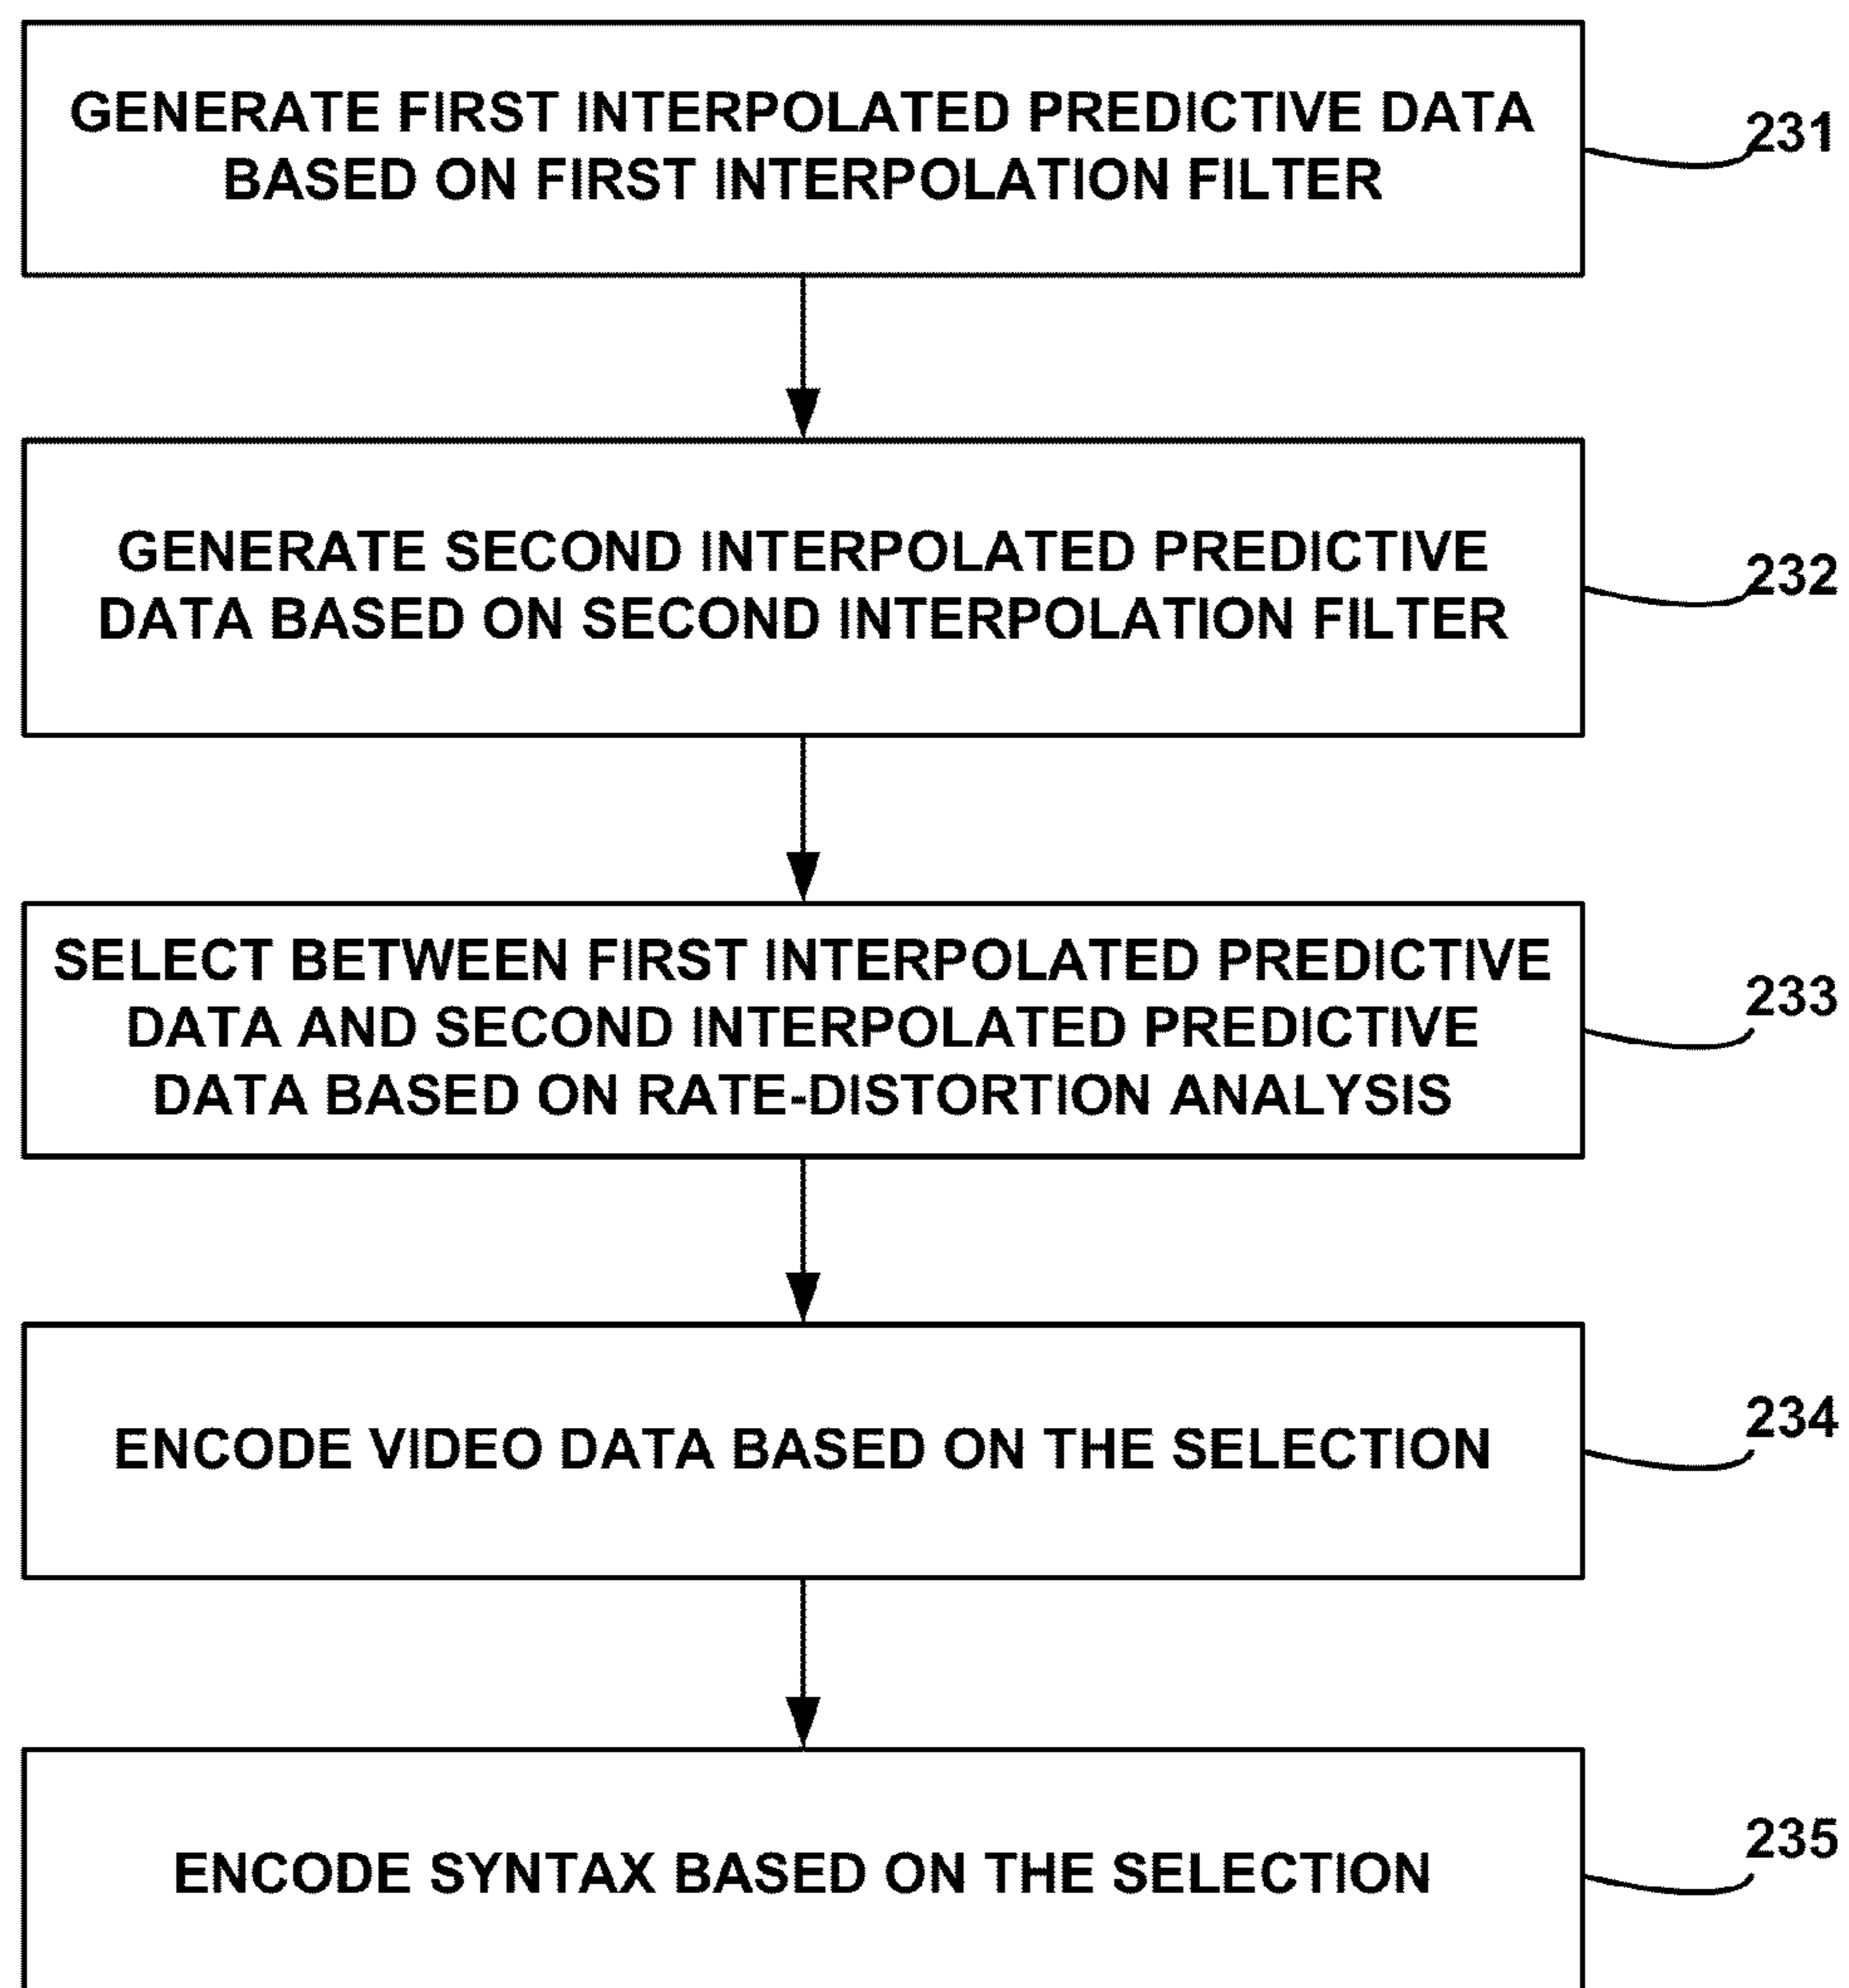 GENERATE FIRST INTERPOLATED PREDICTIVE DATA
BASED ON FIRST INTERPOLATION FILTER
231
GENERATE SECOND INTERPOLATED PREDICTIVE
DATA BASED ON SECOND INTERPOLATION FILTER
232
SELECT BETWEEN FIRST INTERPOLATED PREDICTIVE
DATA AND SECOND INTERPOLATED PREDICTIVE
DATA BASED ON RATE-DISTORTION ANALYSIS
233
ENCODE VIDEO DATA BASED ON THE SELECTION
234
ENCODE SYNTAX BASED ON THE SELECTION
235